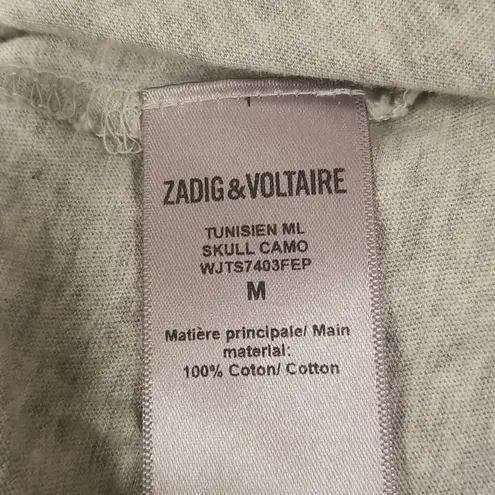 ZADIG&VOLTAIRE
TUNISIEN ML
SKULL CAMO
WJTS7403FEP
M
Matière principale/ Main
material:
100% Coton/ Cotton